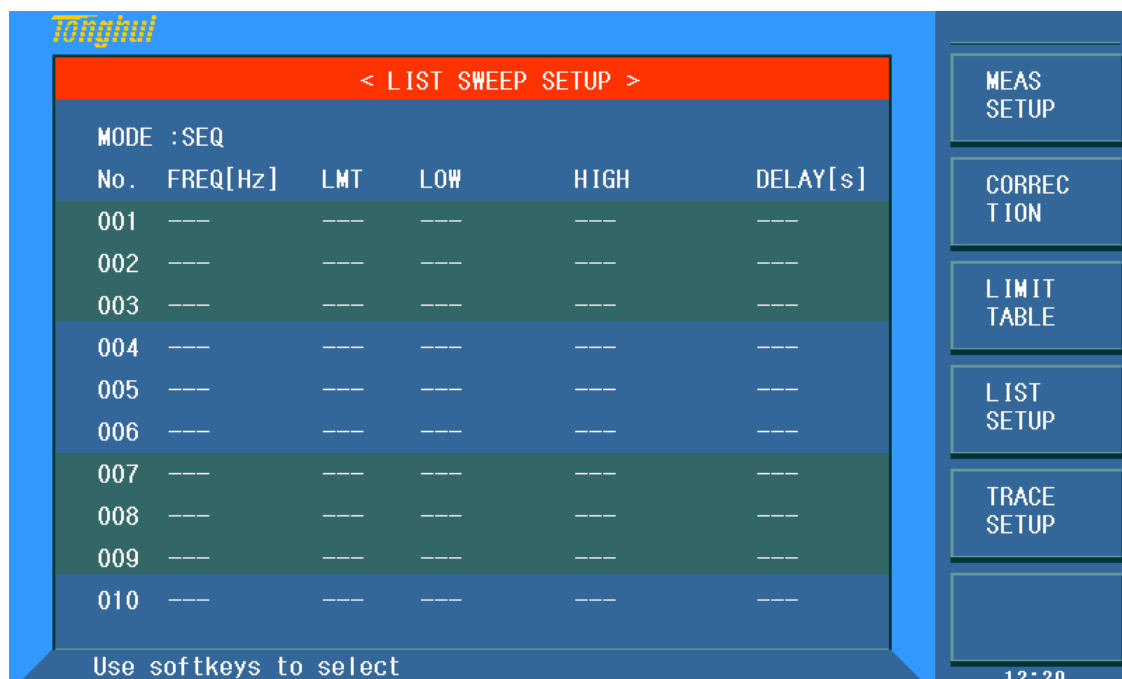 Tonghui
< LIST SWEEP SETUP >
MODE :SEQ
No. FREQ[Hz] LMT LOW HIGH DELAY[s]
001 --- --- --- --- ---
002 --- --- --- --- ---
003 --- --- --- --- ---
004 --- --- --- --- ---
005 --- --- --- --- ---
006 --- --- --- --- ---
007 --- --- --- --- ---
008 --- --- --- --- ---
009 --- --- --- --- ---
010 --- --- --- --- ---
Use softkeys to select
MEAS
SETUP
CORREC
TION
LIMIT
TABLE
LIST
SETUP
TRACE
SETUP